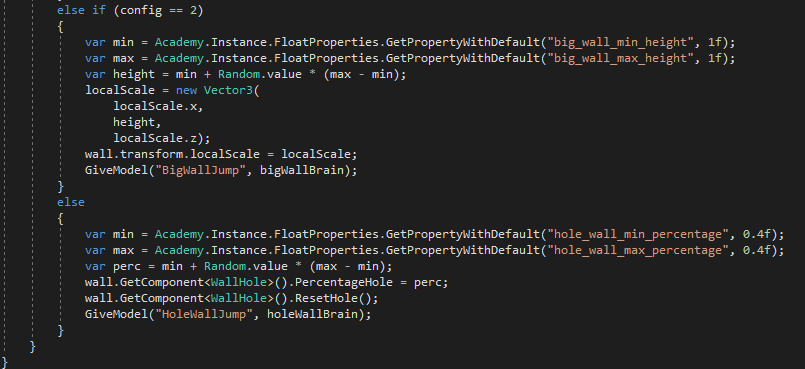 else if (config == 2)
{
var min = Academy.Instance.FloatProperties.GetPropertyWithDefault("big_wall_min_height", 1f);
var max = Academy.Instance.FloatProperties.GetPropertyWithDefault("big_wall_max_height", 1f);
var height = min + Random.value * (max - min);
localScale = new Vector3(
localScale.x,
height,
localScale.z);
wall.transform.localScale = localScale;
GiveModel("BigWallJump", bigWallBrain);
}
else
{
var min = Academy.Instance.FloatProperties.GetPropertyWithDefault("hole_wall_min_percentage", 0.4f);
var max = Academy.Instance.FloatProperties.GetPropertyWithDefault("hole_wall_max_percentage", 0.4f);
var perc = min + Random.value * (max - min);
wall.GetComponent<WallHole>().PercentageHole = perc;
wall.GetComponent<WallHole>().ResetHole();
GiveModel("HoleWallJump", holeWallBrain);
}
}
}